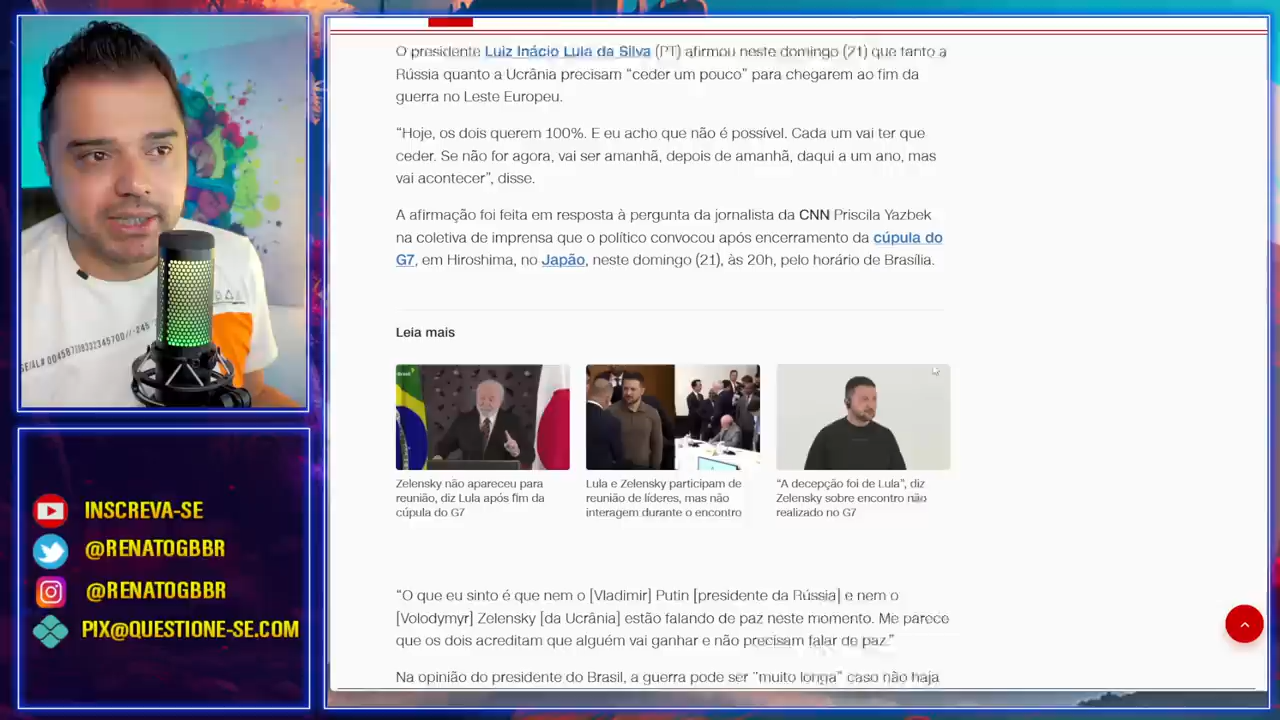 O presidente Luiz Inácio Lula da Silva (PT) afirmou neste domingo (21) que tanto a
Rússia quanto a Ucrânia precisam “ceder um pouco” para chegarem ao fim da
guerra no Leste Europeu.
“Hoje, os dois querem 100%. E eu acho que não é possível. Cada um vai ter que
ceder. Se não for agora, vai ser amanhã, depois de amanhã, daqui a um ano, mas
vai acontecer”, disse.
A afirmação foi feita em resposta à pergunta da jornalista da CNN Priscila Yazbek
na coletiva de imprensa que o político convocou após encerramento da cúpula do
G7, em Hiroshima, no Japão, neste domingo (21), às 20h, pelo horário de Brasília.
Leia mais
Zelensky não apareceu para
reunião, diz Lula após fim da
cúpula do G7
Lula e Zelensky participam de
reunião de líderes, mas não
interagem durante o encontro
“A decepção foi de Lula”, diz
Zelensky sobre encontro não
realizado no G7
“O que eu sinto é que nem o [Vladimir] Putin [presidente da Rússia] e nem o
[Volodymyr] Zelensky [da Ucrânia] estão falando de paz neste momento. Me parece
que os dois acreditam que alguém vai ganhar e não precisam falar de paz.”
Na opinião do presidente do Brasil, a guerra pode ser “muito longa” caso não haja
INSCREVA-SE
@RENATOGBBR
@RENATOGBBR
PIX@QUESTIONE-SE.COM